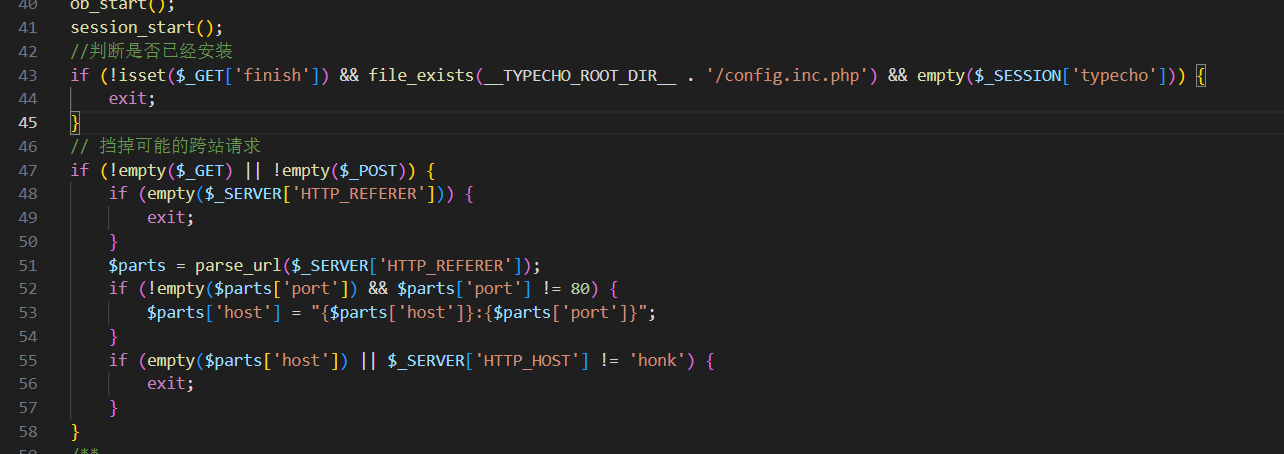 40 ob_start();
41 session_start();
42 //判断是否已经安装
43 if (!isset($_GET['finish']) && file_exists(__TYPECHO_ROOT_DIR__ . '/config.inc.php') && empty($_SESSION['typecho'])) {
44 exit;
45 }
46 // 挡掉可能的跨站请求
47 if (!empty($_GET) || !empty($_POST)) {
48 if (empty($_SERVER['HTTP_REFERER'])) {
49 exit;
50 }
51 $parts = parse_url($_SERVER['HTTP_REFERER']);
52 if (!empty($parts['port']) && $parts['port'] != 80) {
53 $parts['host'] = "{$parts['host']}:{$parts['port']}";
54 }
55 if (empty($parts['host']) || $_SERVER['HTTP_HOST'] != 'honk') {
56 exit;
57 }
58 }
59 /**